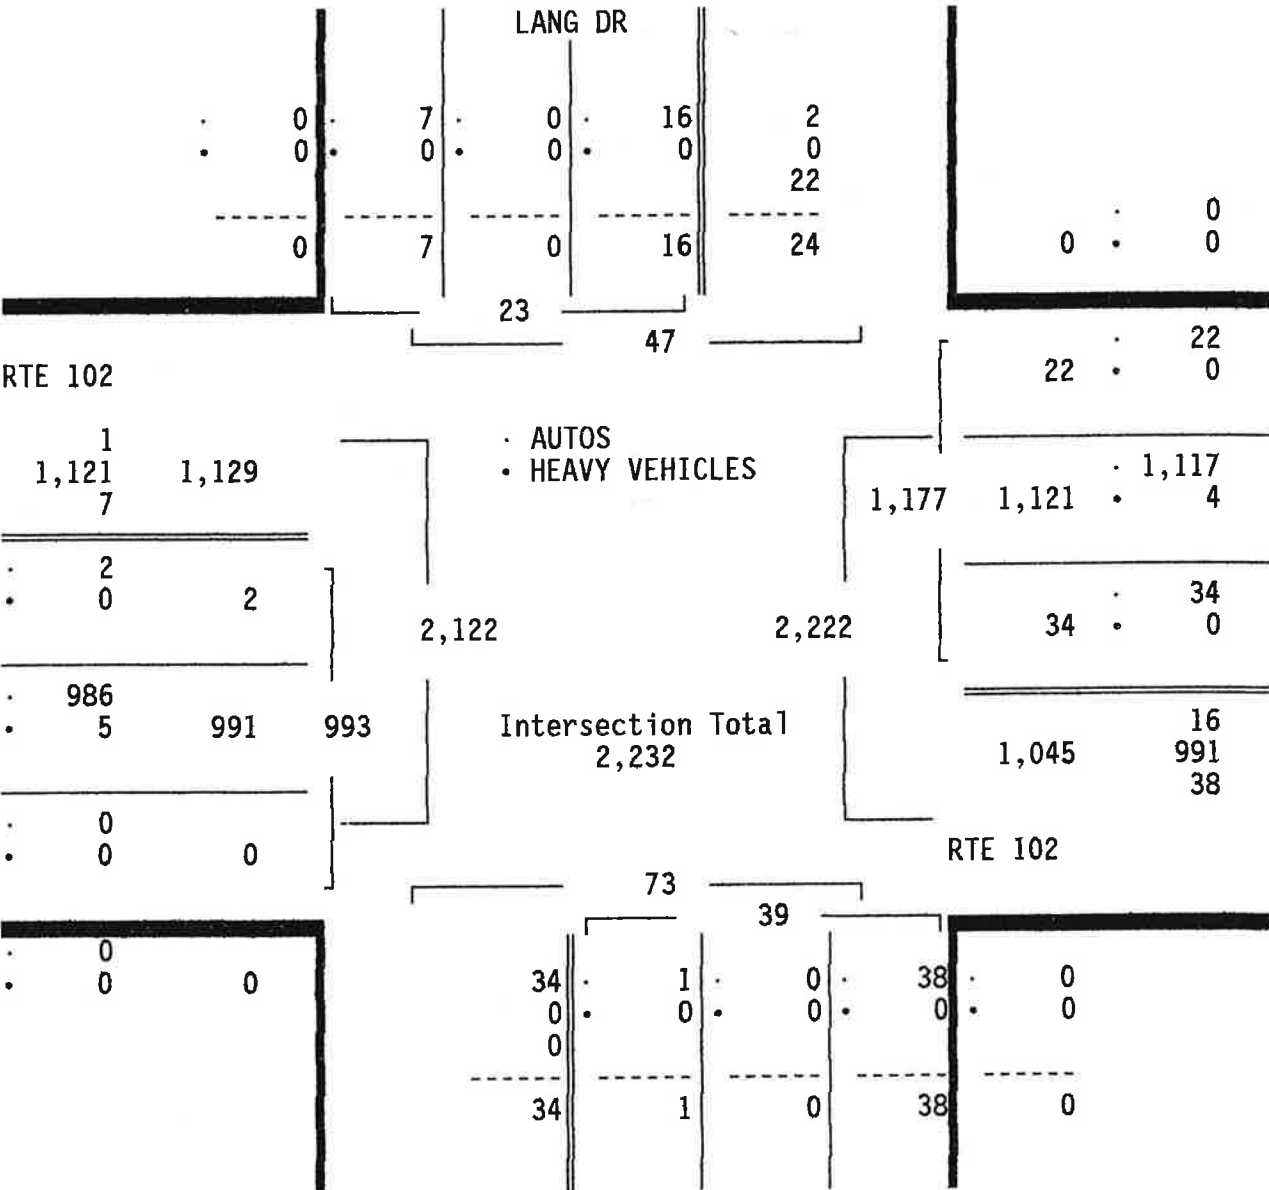 LANG DR
· 0 · 7 · 0 · 16 2
• 0 • 0 • 0 • 0 0
22
· 0
0 7 0 16 24
0 • 0
23
47
· 22
22 • 0
RTE 102
1
· AUTOS
1,121 1,129
• HEAVY VEHICLES
· 1,117
7
1,177 1,121 • 4
· 2
• 0 2
· 34
2,122
2,222
34 • 0
· 986
• 5 991 993
Intersection Total
2,232
16
1,045 991
38
· 0
• 0 0
RTE 102
73
39
· 0
• 0 0
34 · 1 · 0 · 38 · 0
0 • 0 • 0 • 0 • 0
0
34 1 0 38 0